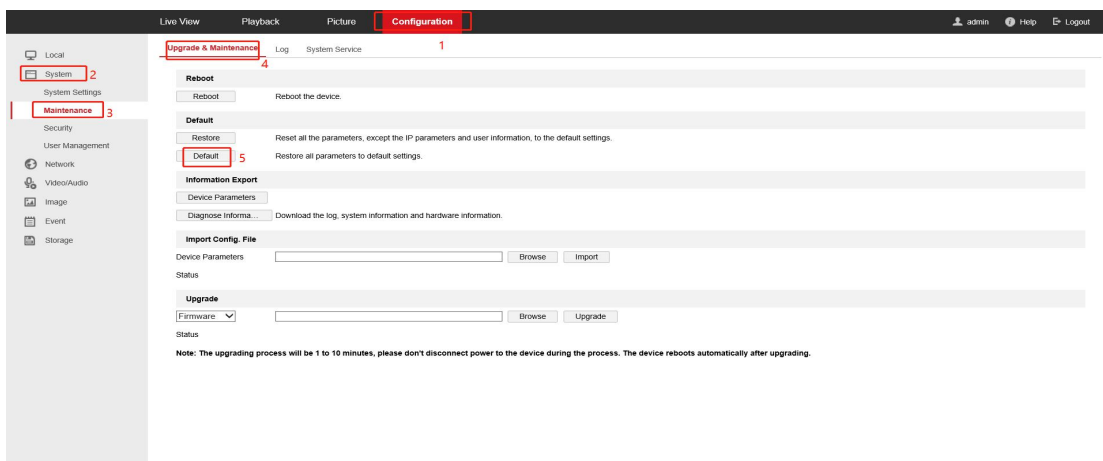 Live View Playback Picture Configuration admin Help Logout
1
Local
System 2
System Settings
Maintenance 3
Security
User Management
Network
Video/Audio
Image
Event
Storage
Upgrade & Maintenance Log System Service
4
Reboot
Reboot Reboot the device.
Default
Restore Reset all the parameters, except the IP parameters and user information, to the default settings.
Default 5 Restore all parameters to default settings.
Information Export
Device Parameters
Diagnose Informa... Download the log, system information and hardware information.
Import Config. File
Device Parameters Browse Import
Status
Upgrade
Firmware Browse Upgrade
Status
Note: The upgrading process will be 1 to 10 minutes, please don't disconnect power to the device during the process. The device reboots automatically after upgrading.